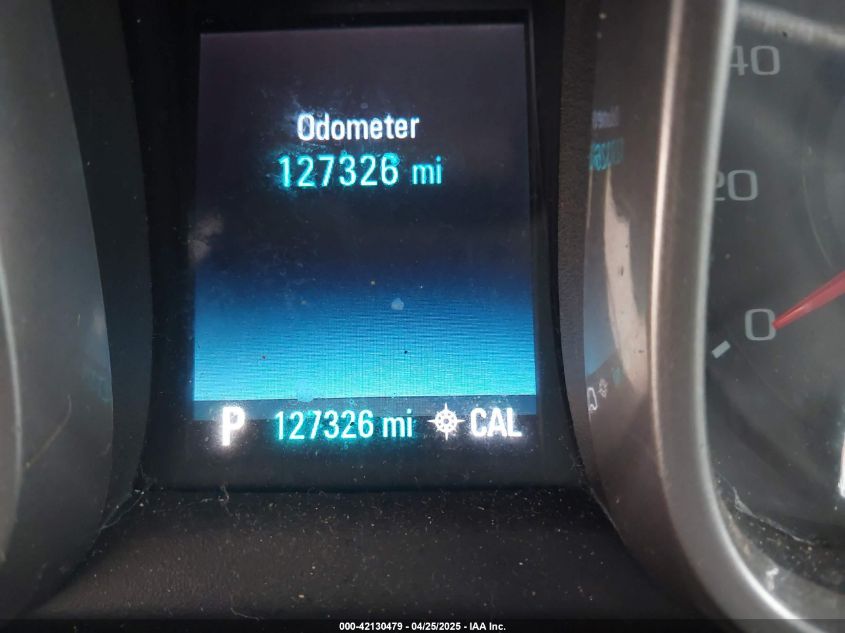 Odometer
127326 mi
P 127326 mi CAL
40
20
0
000-42130479 - 04/25/2025 - IAA Inc.